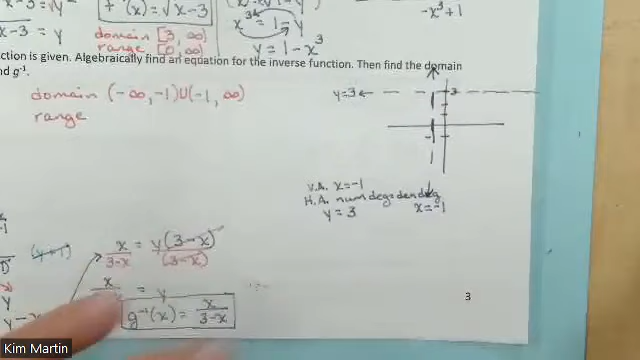 f⁻¹(x) = √x-3
x-3 = y
domain [3, ∞)
range [0, ∞)
= 1-y
y = 1-x³
-x³+1
ction is given. Algebraically find an equation for the inverse function. Then find the domain
nd g⁻¹.
domain (-∞,-1)U(-1, ∞)
range
y=3
3
V.A. x=-1
H.A. num deg = den deg
y = 3
x=-1
x/3-x = y(3-x)/(3-x)
= y
g⁻¹(x) = x/3-x
3
Kim Martin